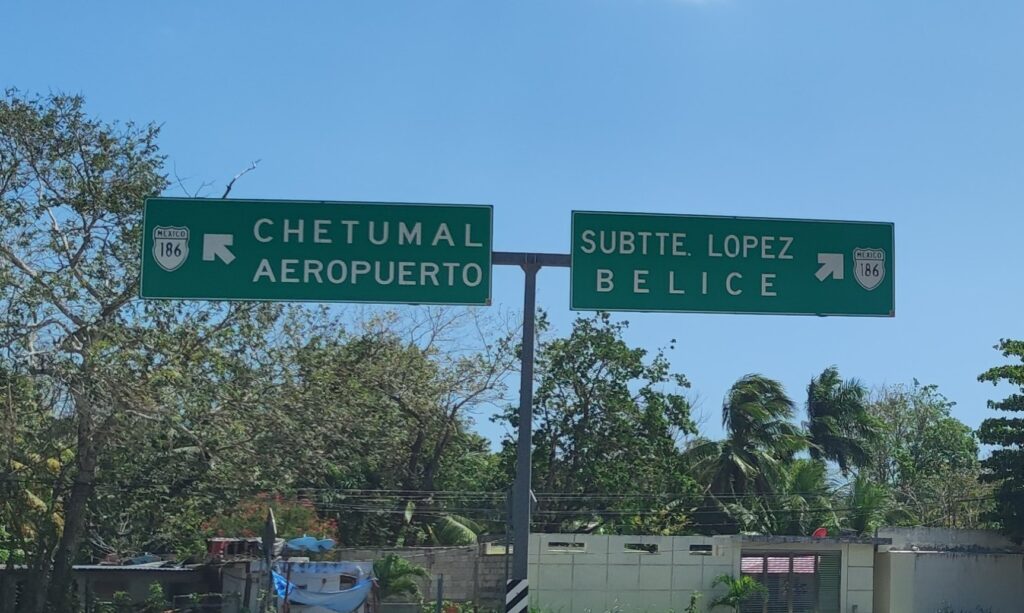 MEXICO
186
CHETUMAL
AEROPUERTO
SUBTTE. LOPEZ
BELICE
MEXICO
186